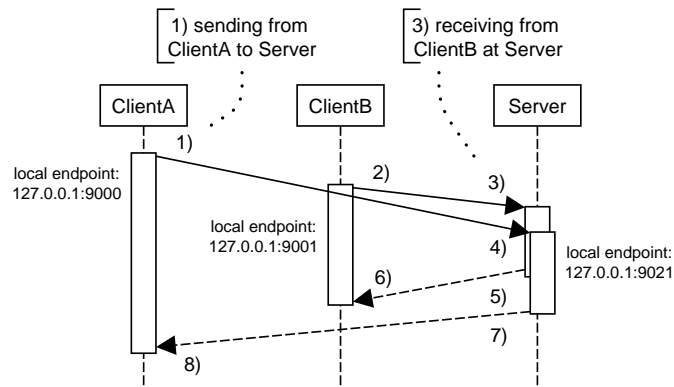 1) sending from
ClientA to Server
3) receiving from
ClientB at Server
ClientA
ClientB
Server
1)
2)
3)
local endpoint:
127.0.0.1:9000
local endpoint:
127.0.0.1:9001
4)
local endpoint:
127.0.0.1:9021
6)
5)
7)
8)